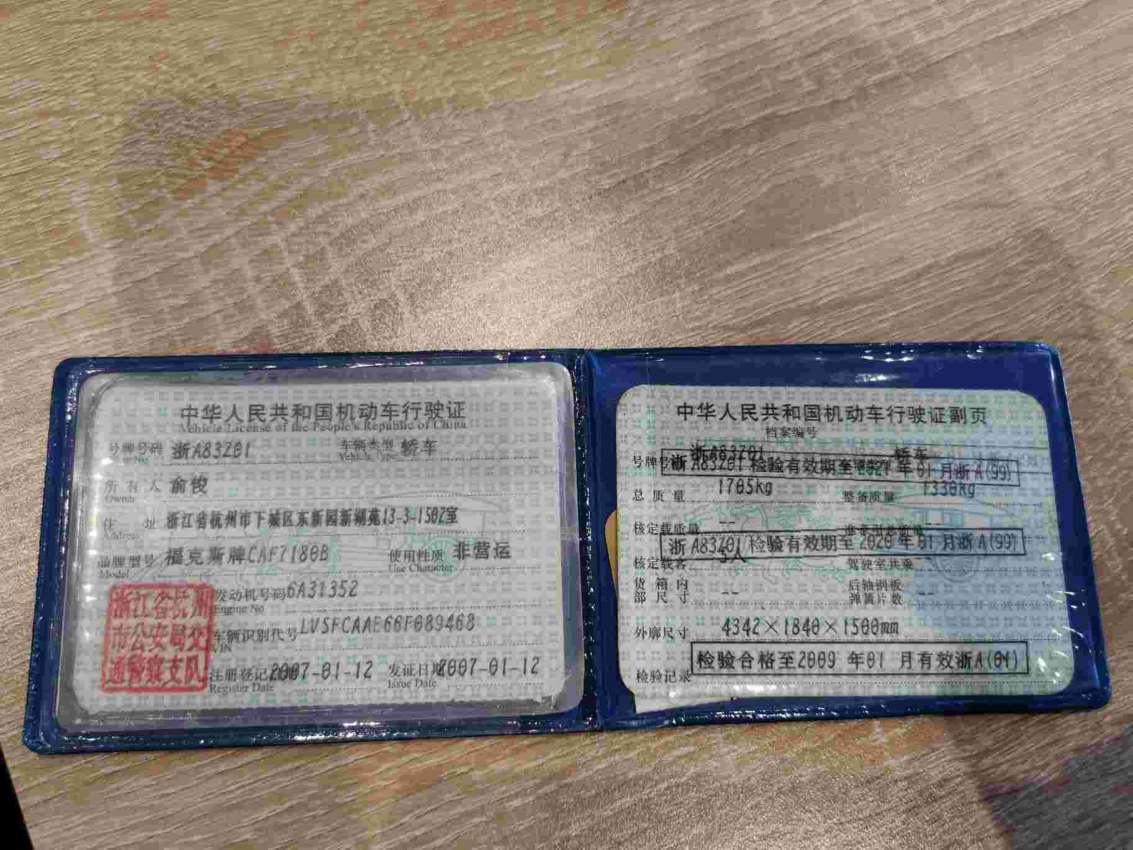 中华人民共和国机动车行驶证
Vehicle License of the People's Republic of China
号牌号码 浙A83Z01 车辆类型 轿车
所有人 俞俊
Owner
住址 浙江省杭州市下城区东新园新颖苑13-3-1502室
Address
品牌型号 福克斯牌CAF7180B 使用性质 非营运
Model Use Character
发动机号码 6A31352
Engine No
车辆识别代号 LVSFCAAE66F089468
注册登记 2007-01-12 发证日期 2007-01-12
Register Date Issue Date
浙江省杭州
市公安局交
通警察支队
中华人民共和国机动车行驶证副页
档案编号
号牌号 浙A83Z01 轿车
浙A83Z01 检验有效期至 年01月浙A(99)
总质量 1705kg 整备质量 1330kg
核定载质量 --
浙A83Z01 检验有效期至2020年01月浙A(99)
核定载客 5人 驾驶室共乘
货箱内部尺寸 -- 后轴钢板弹簧片数 --
外廓尺寸 4342×1840×1500mm
检验记录 检验合格至2009年01月有效浙A(01)